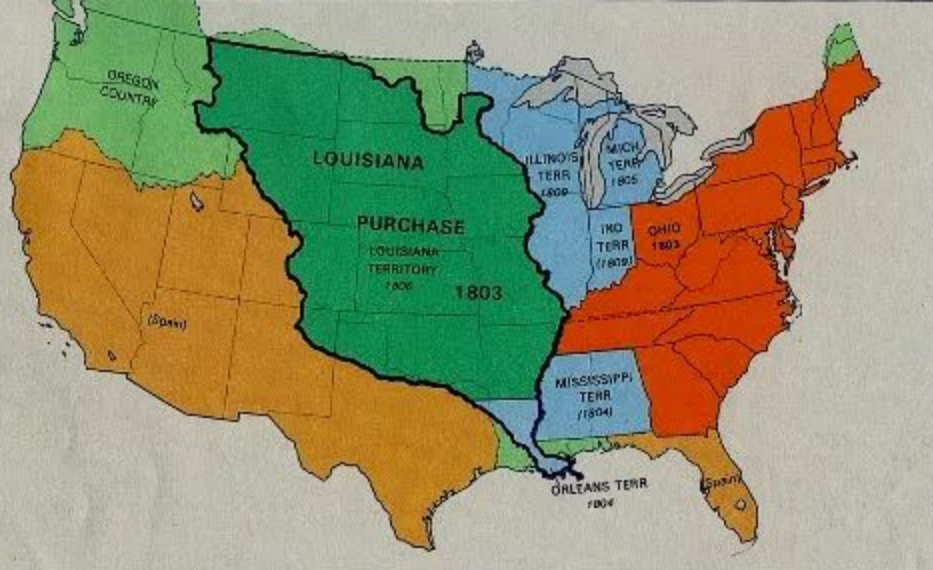 OREGON
COUNTRY
LOUISIANA
PURCHASE
LOUISIANA
TERRITORY
1803
ILLINOIS
TERR
1809
MICH
TERR
1805
IND
TERR
(1809)
OHIO
1803
(Spain)
MISSISSIPPI
TERR
(1804)
ORLEANS TERR
1804
(Spain)